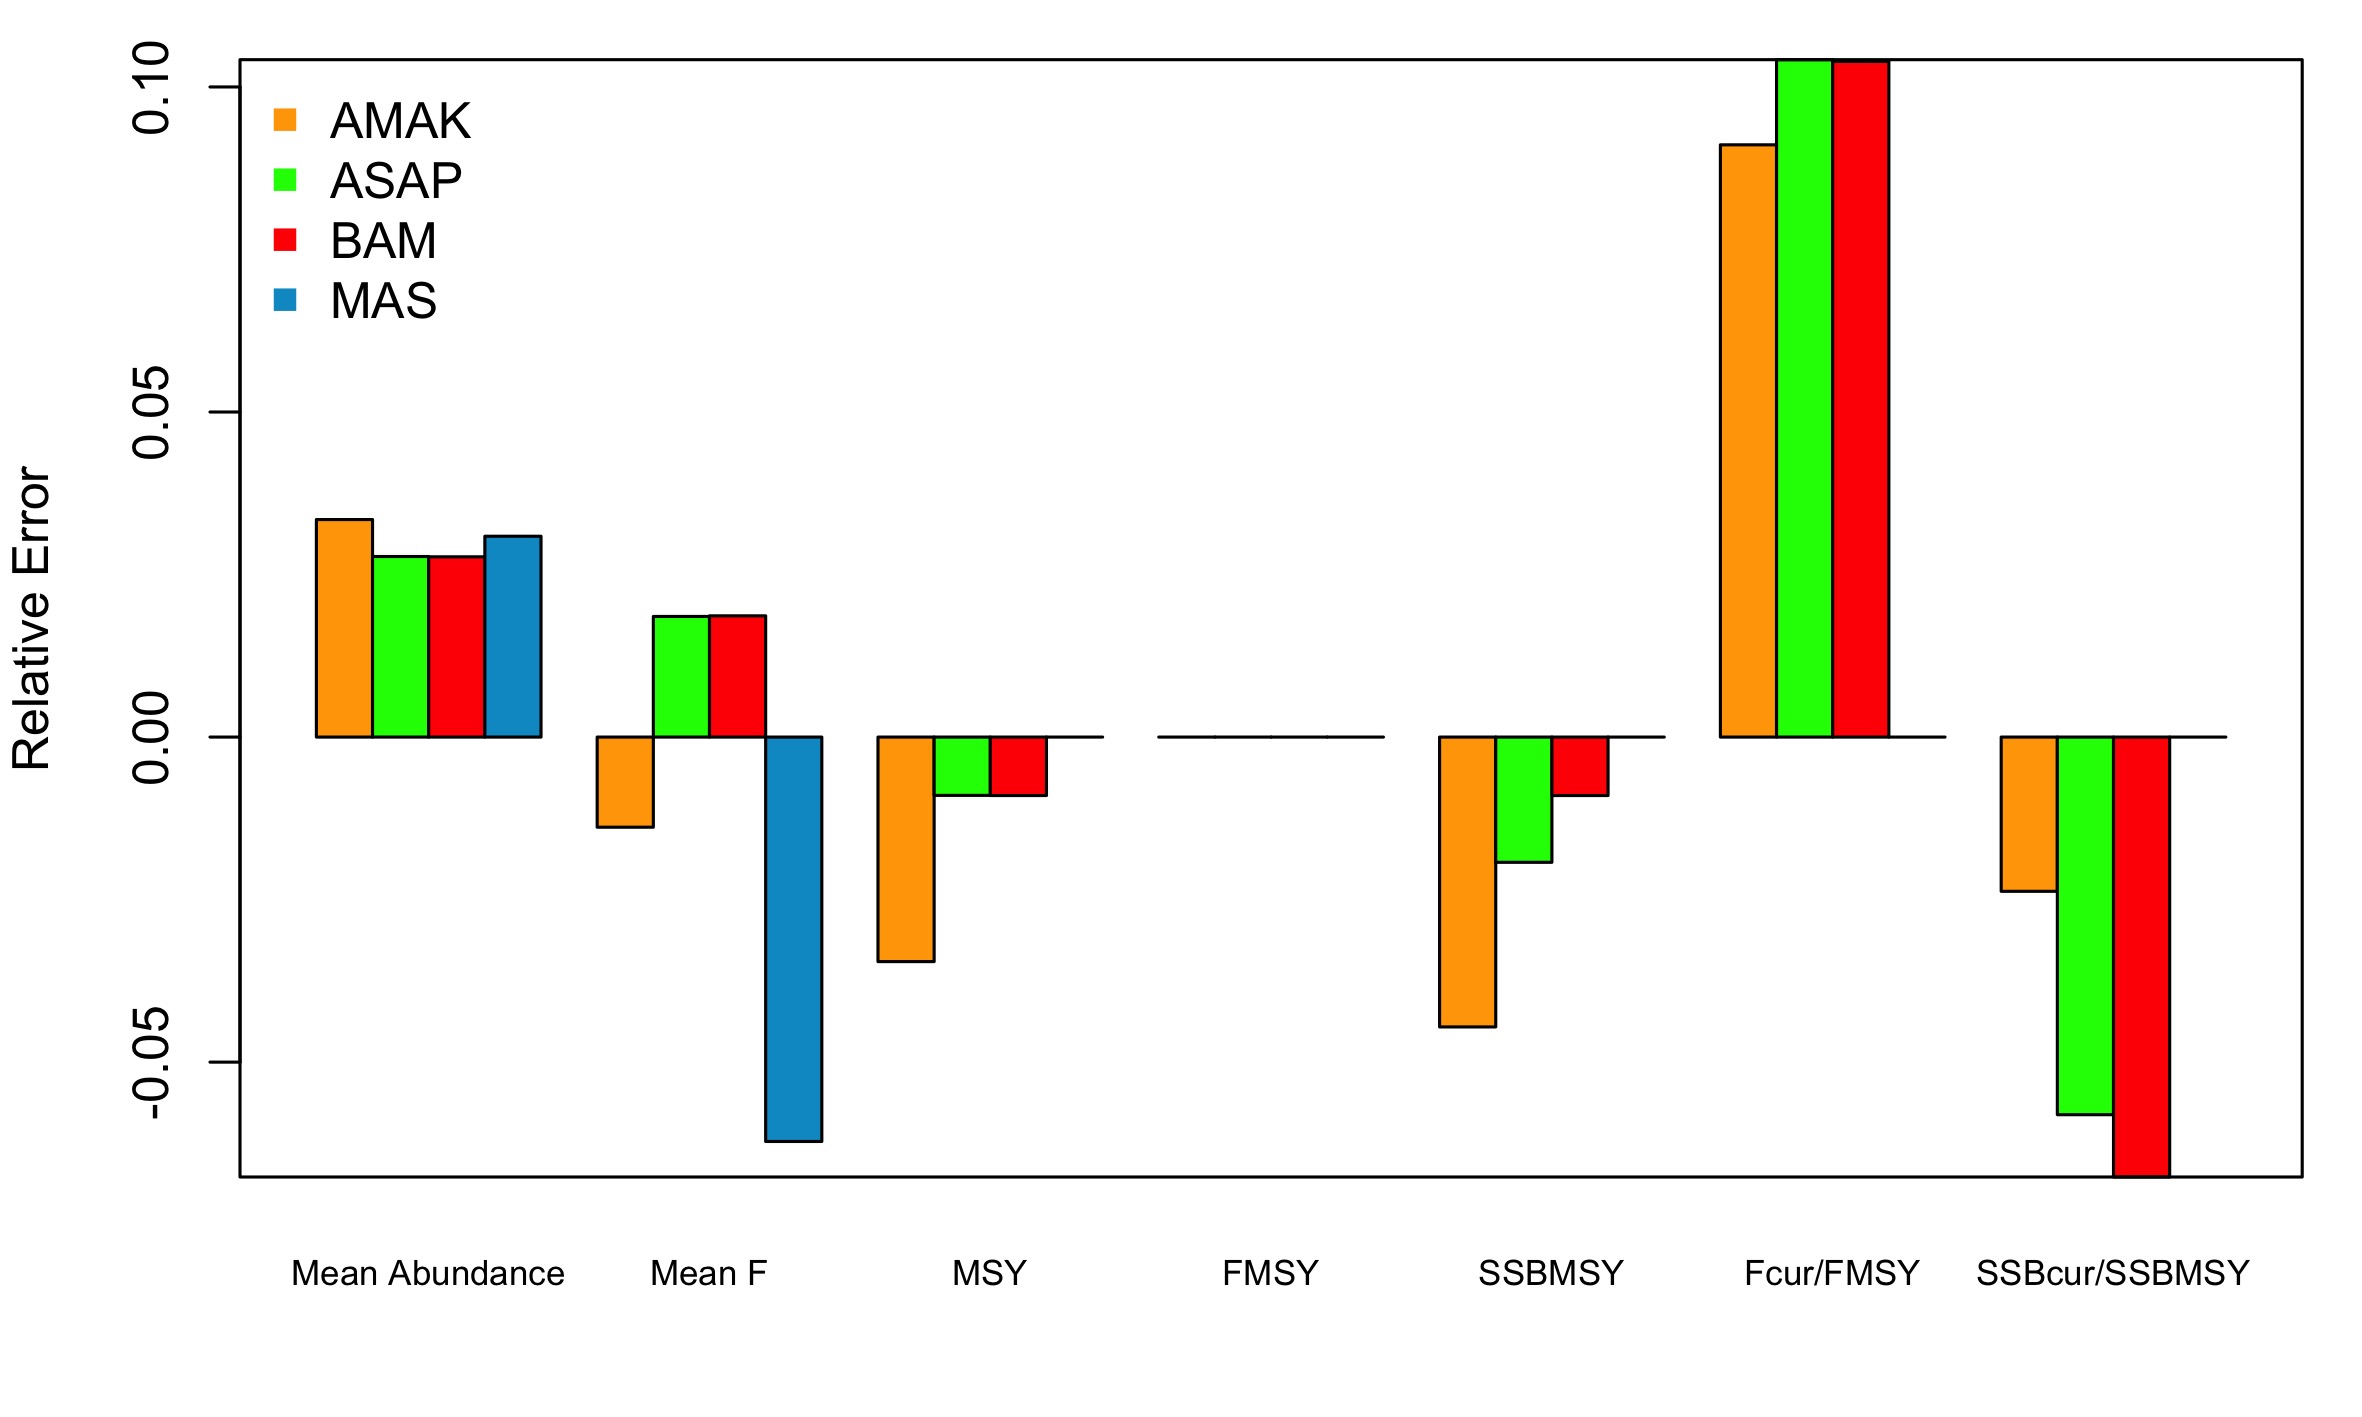 Relative Error
0.10
0.05
0.00
-0.05
AMAK
ASAP
BAM
MAS
Mean Abundance
Mean F
MSY
FMSY
SSBMSY
Fcur/FMSY
SSBcur/SSBMSY